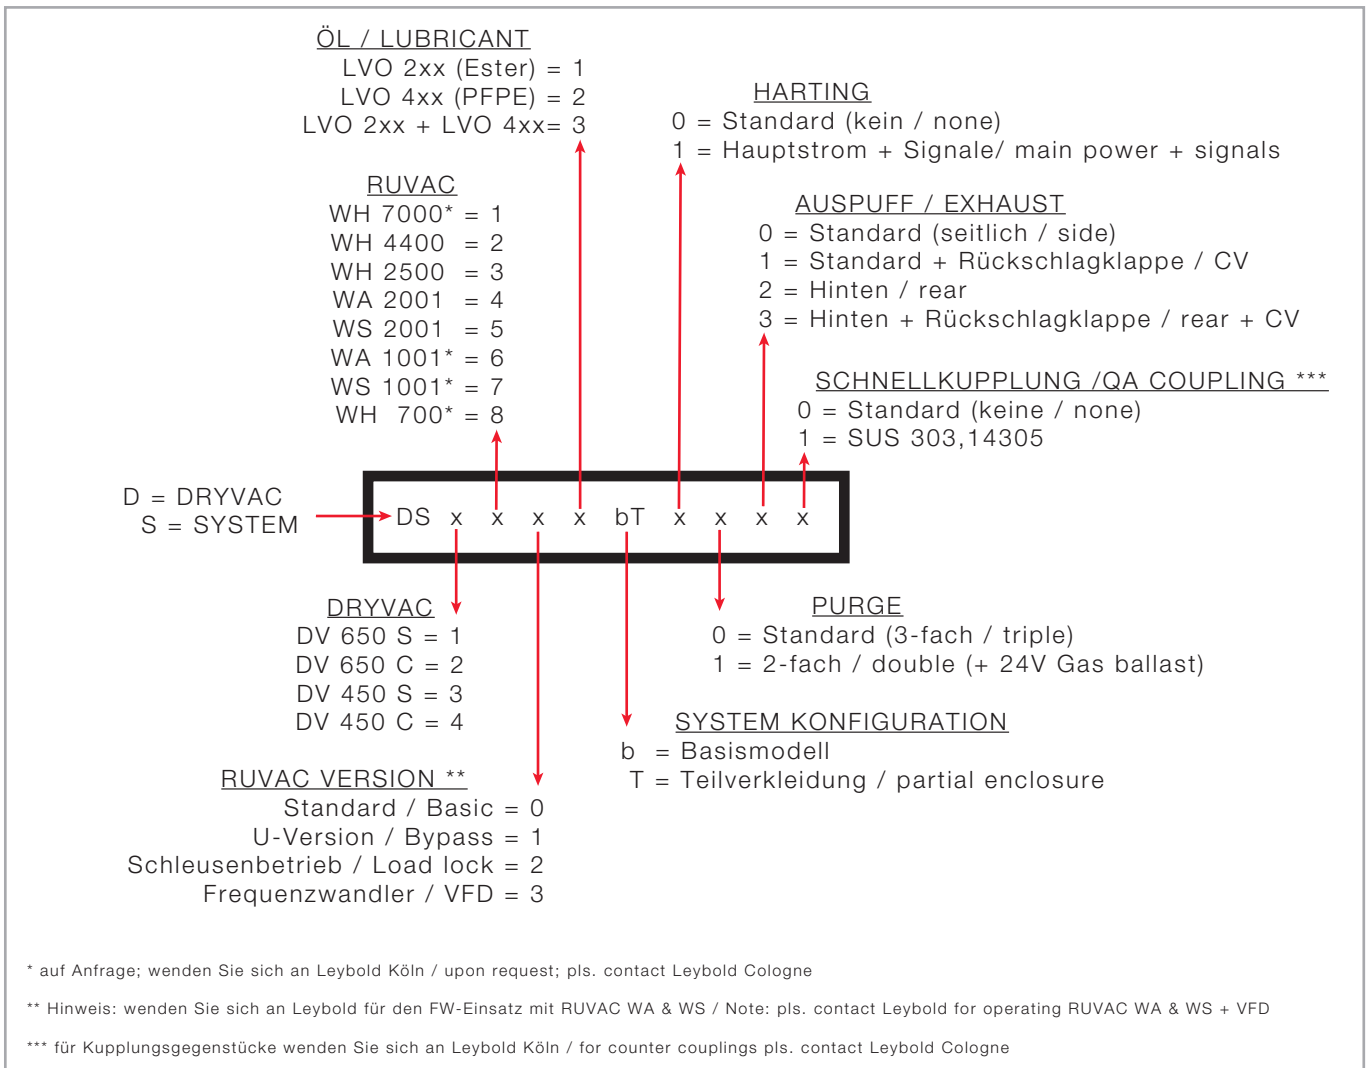 ÖL / LUBRICANT
LVO 2xx (Ester) = 1
LVO 4xx (PFPE) = 2
LVO 2xx + LVO 4xx= 3
HARTING
0 = Standard (kein / none)
1 = Hauptstrom + Signale/ main power + signals
RUVAC
WH 7000* = 1
WH 4400 = 2
WH 2500 = 3
WA 2001 = 4
WS 2001 = 5
WA 1001* = 6
WS 1001* = 7
WH 700* = 8
AUSPUFF / EXHAUST
0 = Standard (seitlich / side)
1 = Standard + Rückschlagklappe / CV
2 = Hinten / rear
3 = Hinten + Rückschlagklappe / rear + CV
SCHNELLKUPPLUNG /QA COUPLING ***
0 = Standard (keine / none)
1 = SUS 303,14305
D = DRYVAC
S = SYSTEM
DS x x x x bT x x x x
DRYVAC
DV 650 S = 1
DV 650 C = 2
DV 450 S = 3
DV 450 C = 4
PURGE
0 = Standard (3-fach / triple)
1 = 2-fach / double (+ 24V Gas ballast)
SYSTEM KONFIGURATION
b = Basismodell
T = Teilverkleidung / partial enclosure
RUVAC VERSION **
Standard / Basic = 0
U-Version / Bypass = 1
Schleusenbetrieb / Load lock = 2
Frequenzwandler / VFD = 3
* auf Anfrage; wenden Sie sich an Leybold Köln / upon request; pls. contact Leybold Cologne
** Hinweis: wenden Sie sich an Leybold für den FW-Einsatz mit RUVAC WA & WS / Note: pls. contact Leybold for operating RUVAC WA & WS + VFD
*** für Kupplungsgegenstücke wenden Sie sich an Leybold Köln / for counter couplings pls. contact Leybold Cologne